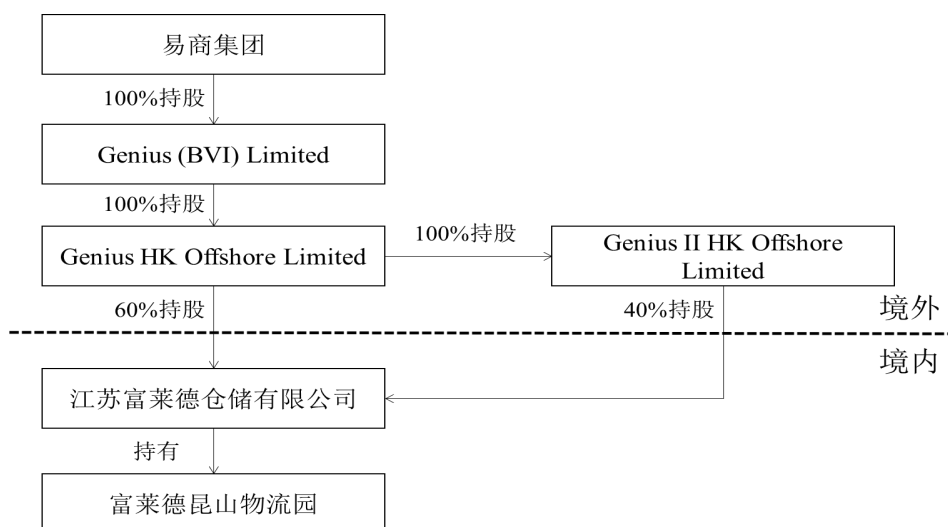 易商集团
100%持股
Genius (BVI) Limited
100%持股
Genius HK Offshore Limited
100%持股
Genius II HK Offshore
Limited
60%持股
40%持股
境外
境内
江苏富莱德仓储有限公司
持有
富莱德昆山物流园